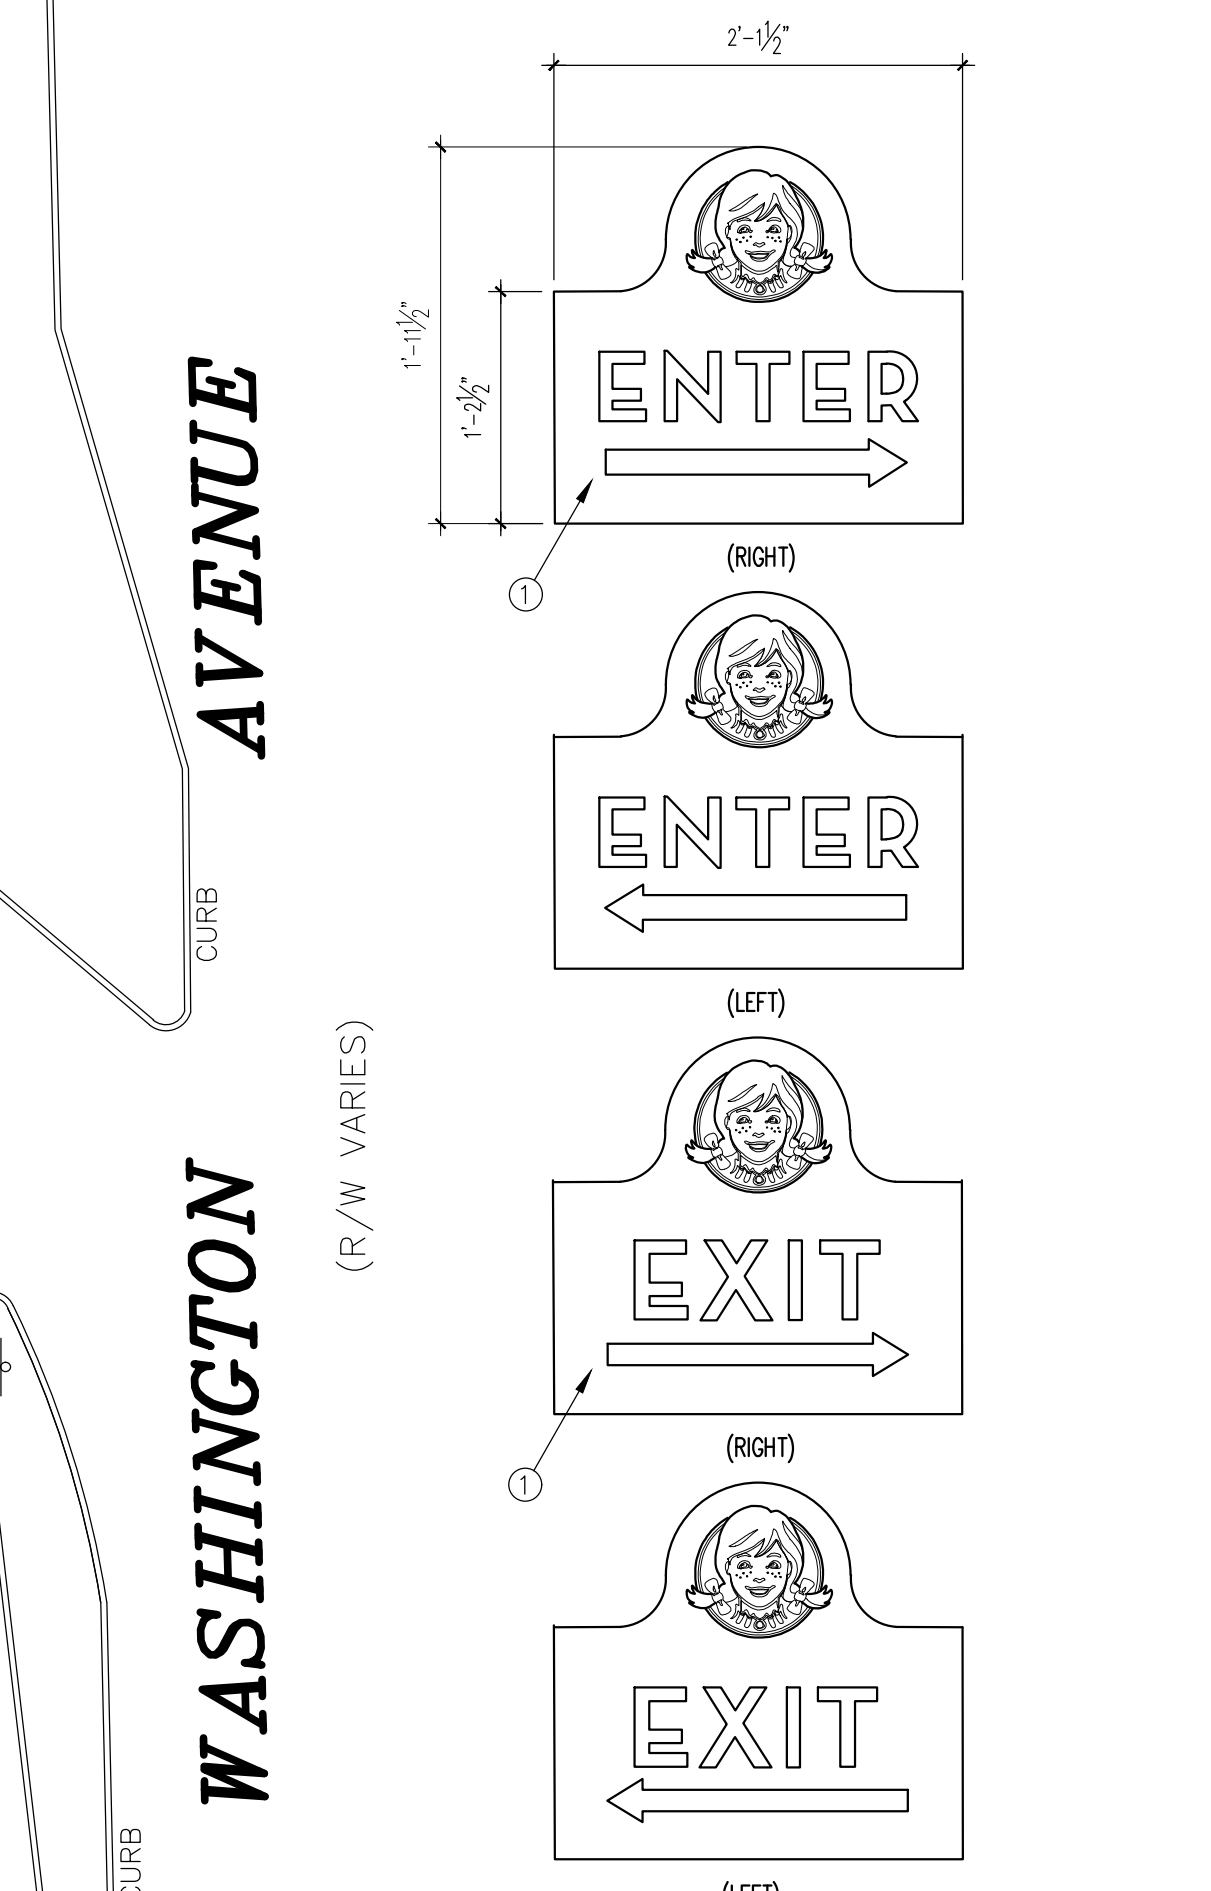 2'-1½"
1'-11½"
1'-2½"
ENTER
1
(RIGHT)
ENTER
(LEFT)
EXIT
1
(RIGHT)
EXIT
(LEFT)
WASHINGTON AVENUE
(R/W VARIES)
CURB
CURB